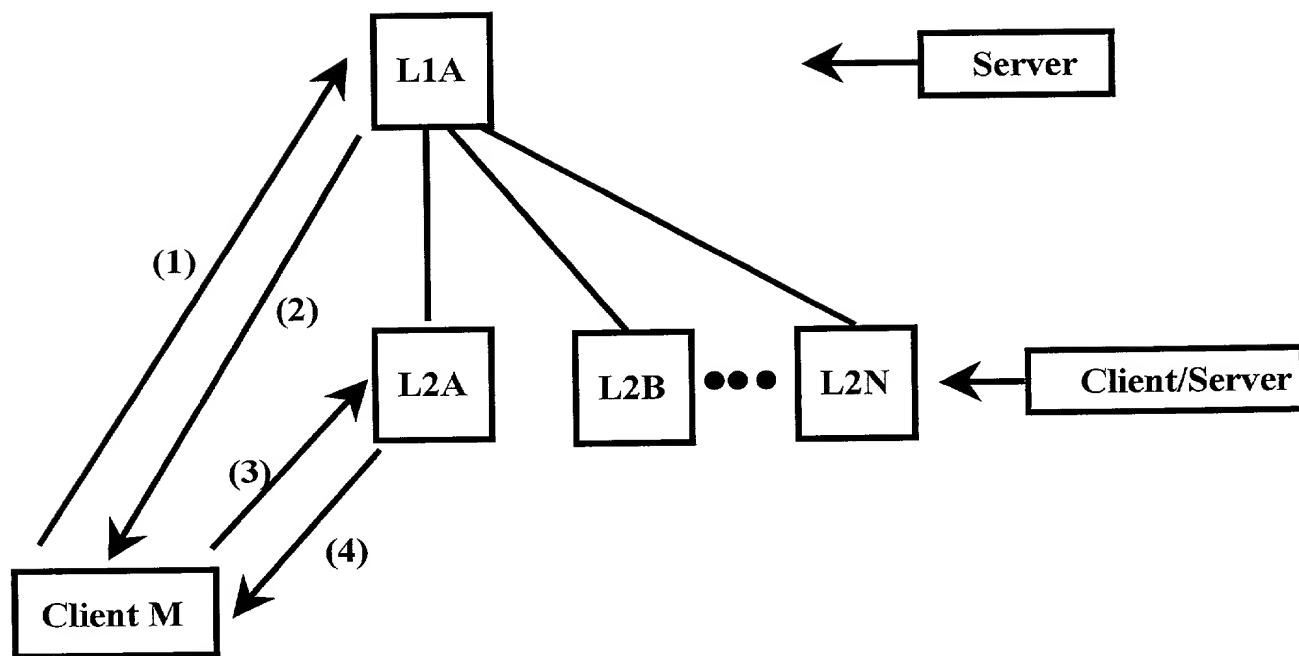 L1A
Server
(1)
(2)
L2A
L2B
L2N
Client/Server
(3)
(4)
Client M